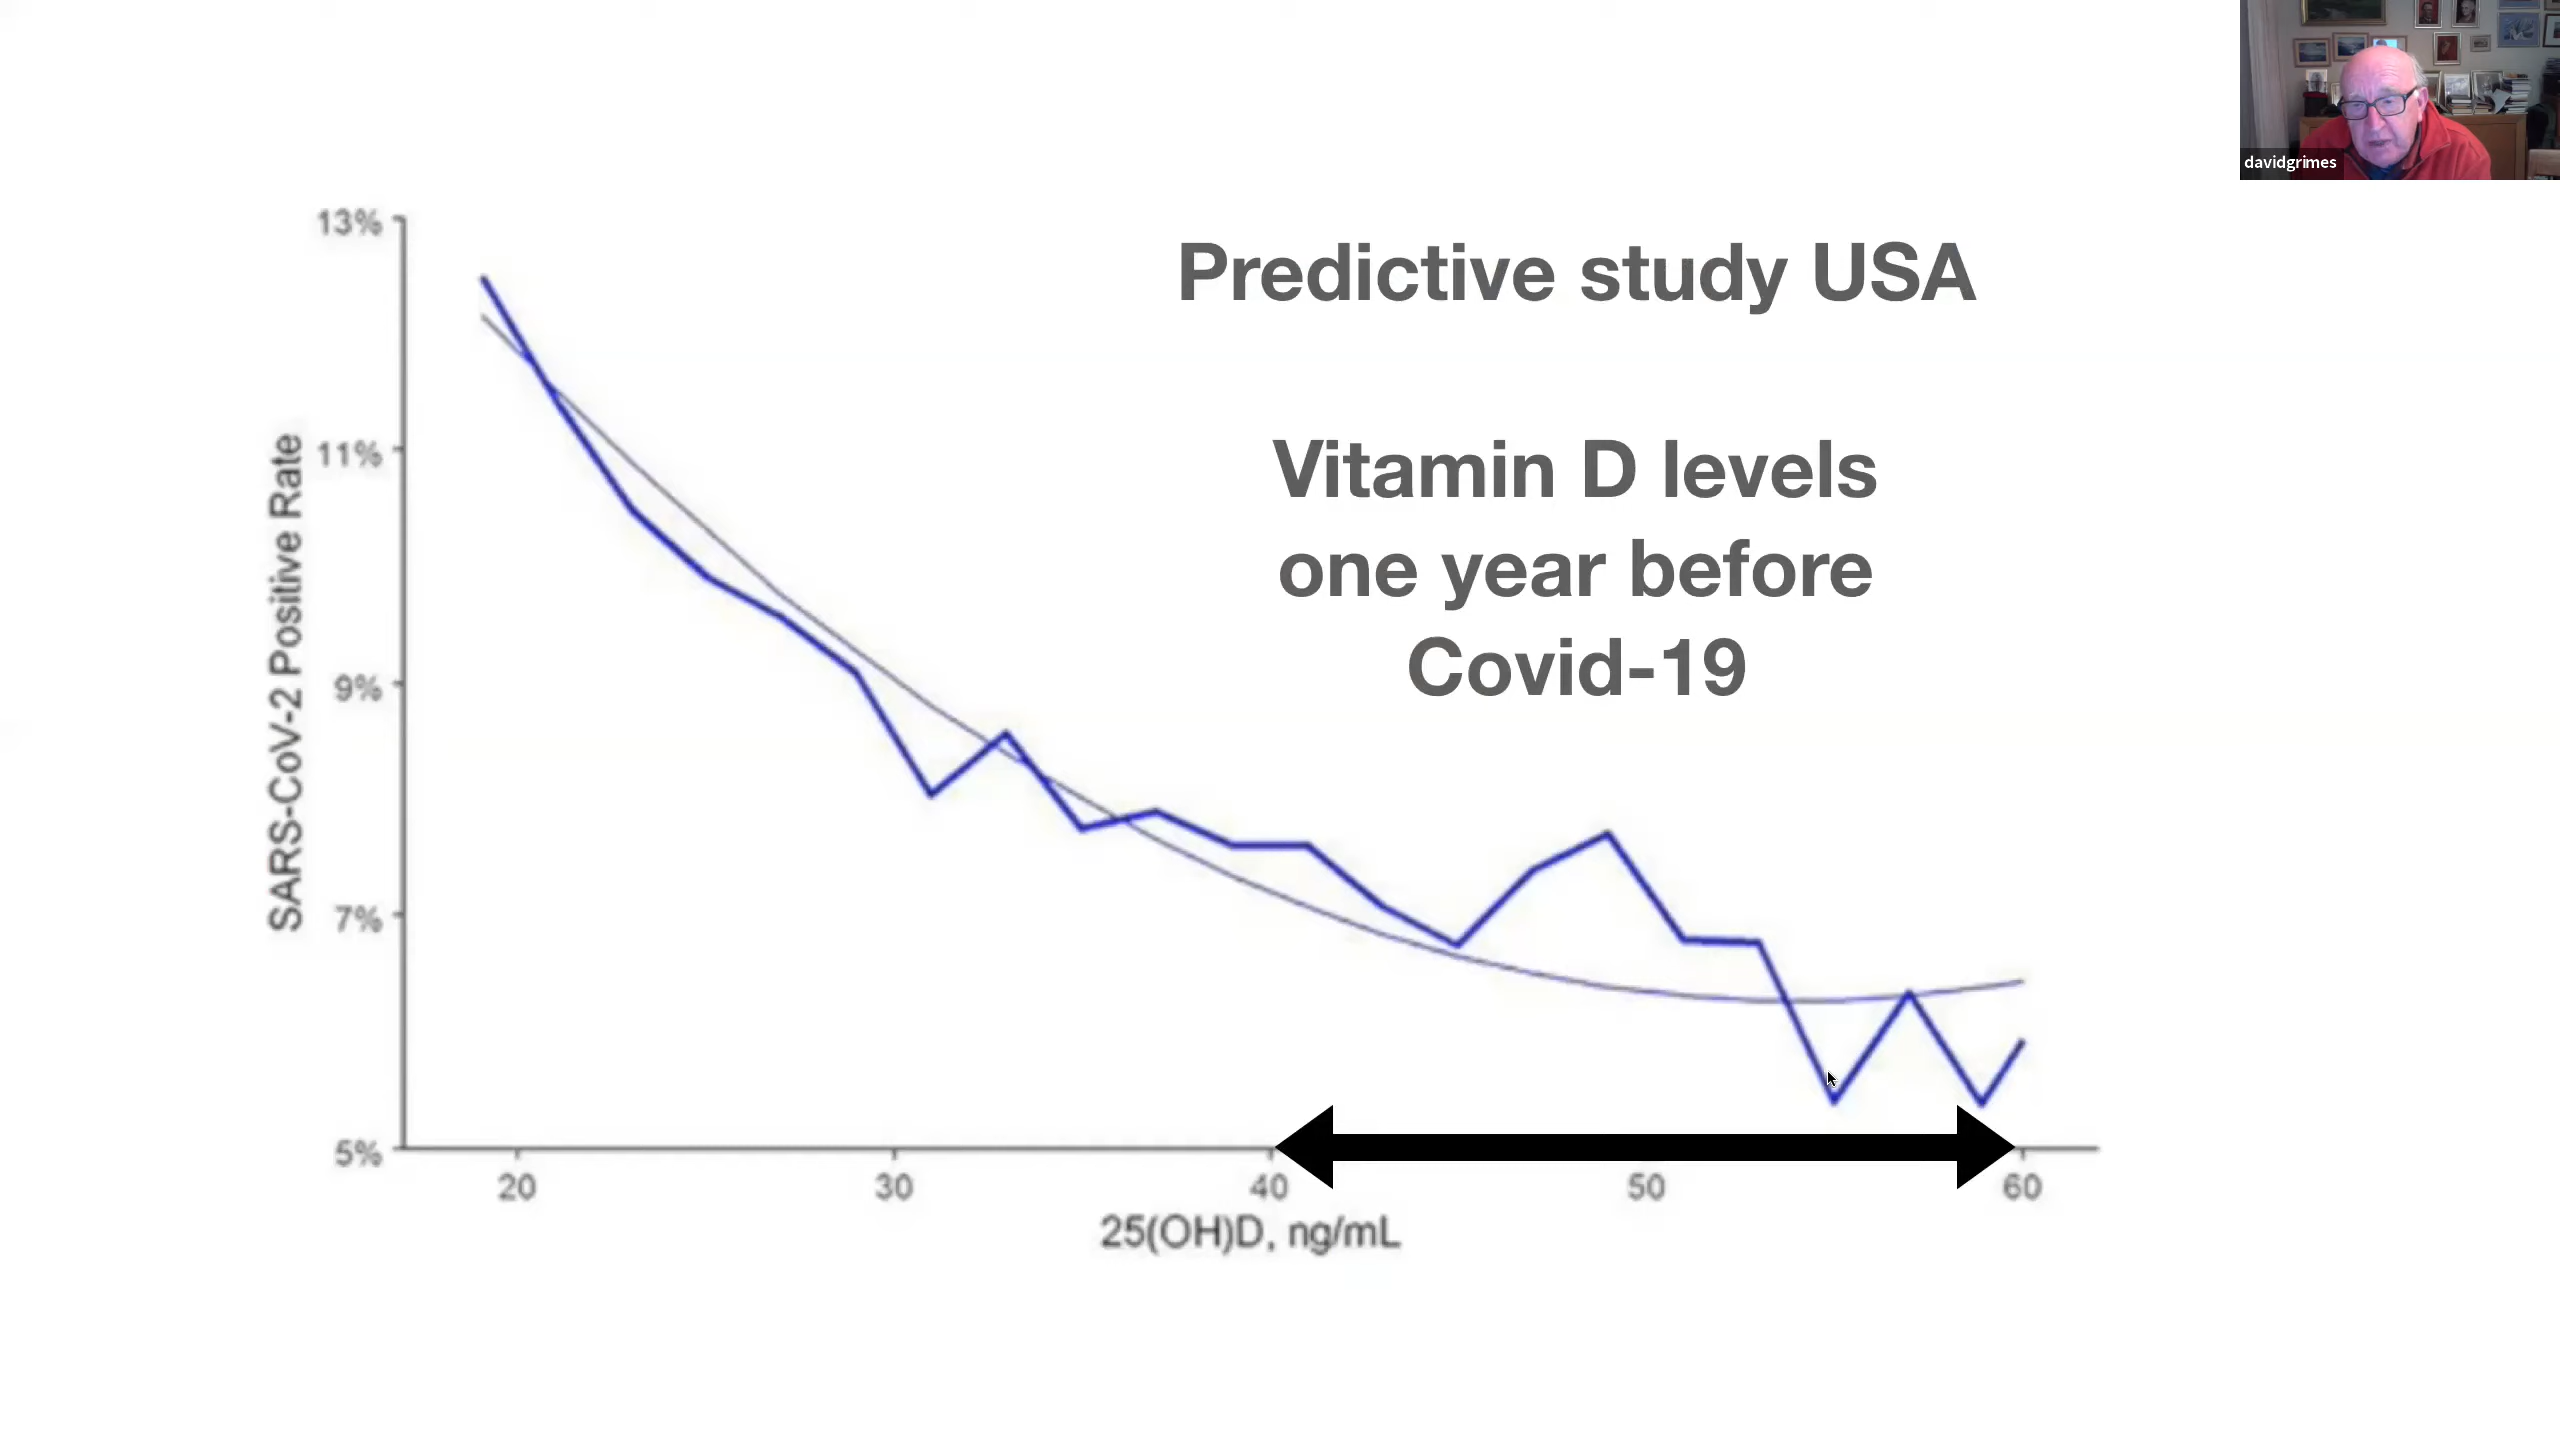 davidgrimes
Predictive study USA
Vitamin D levels
one year before
Covid-19
SARS-CoV-2 Positive Rate
13%
11%
9%
7%
5%
20 30 40 50 60
25(OH)D, ng/mL